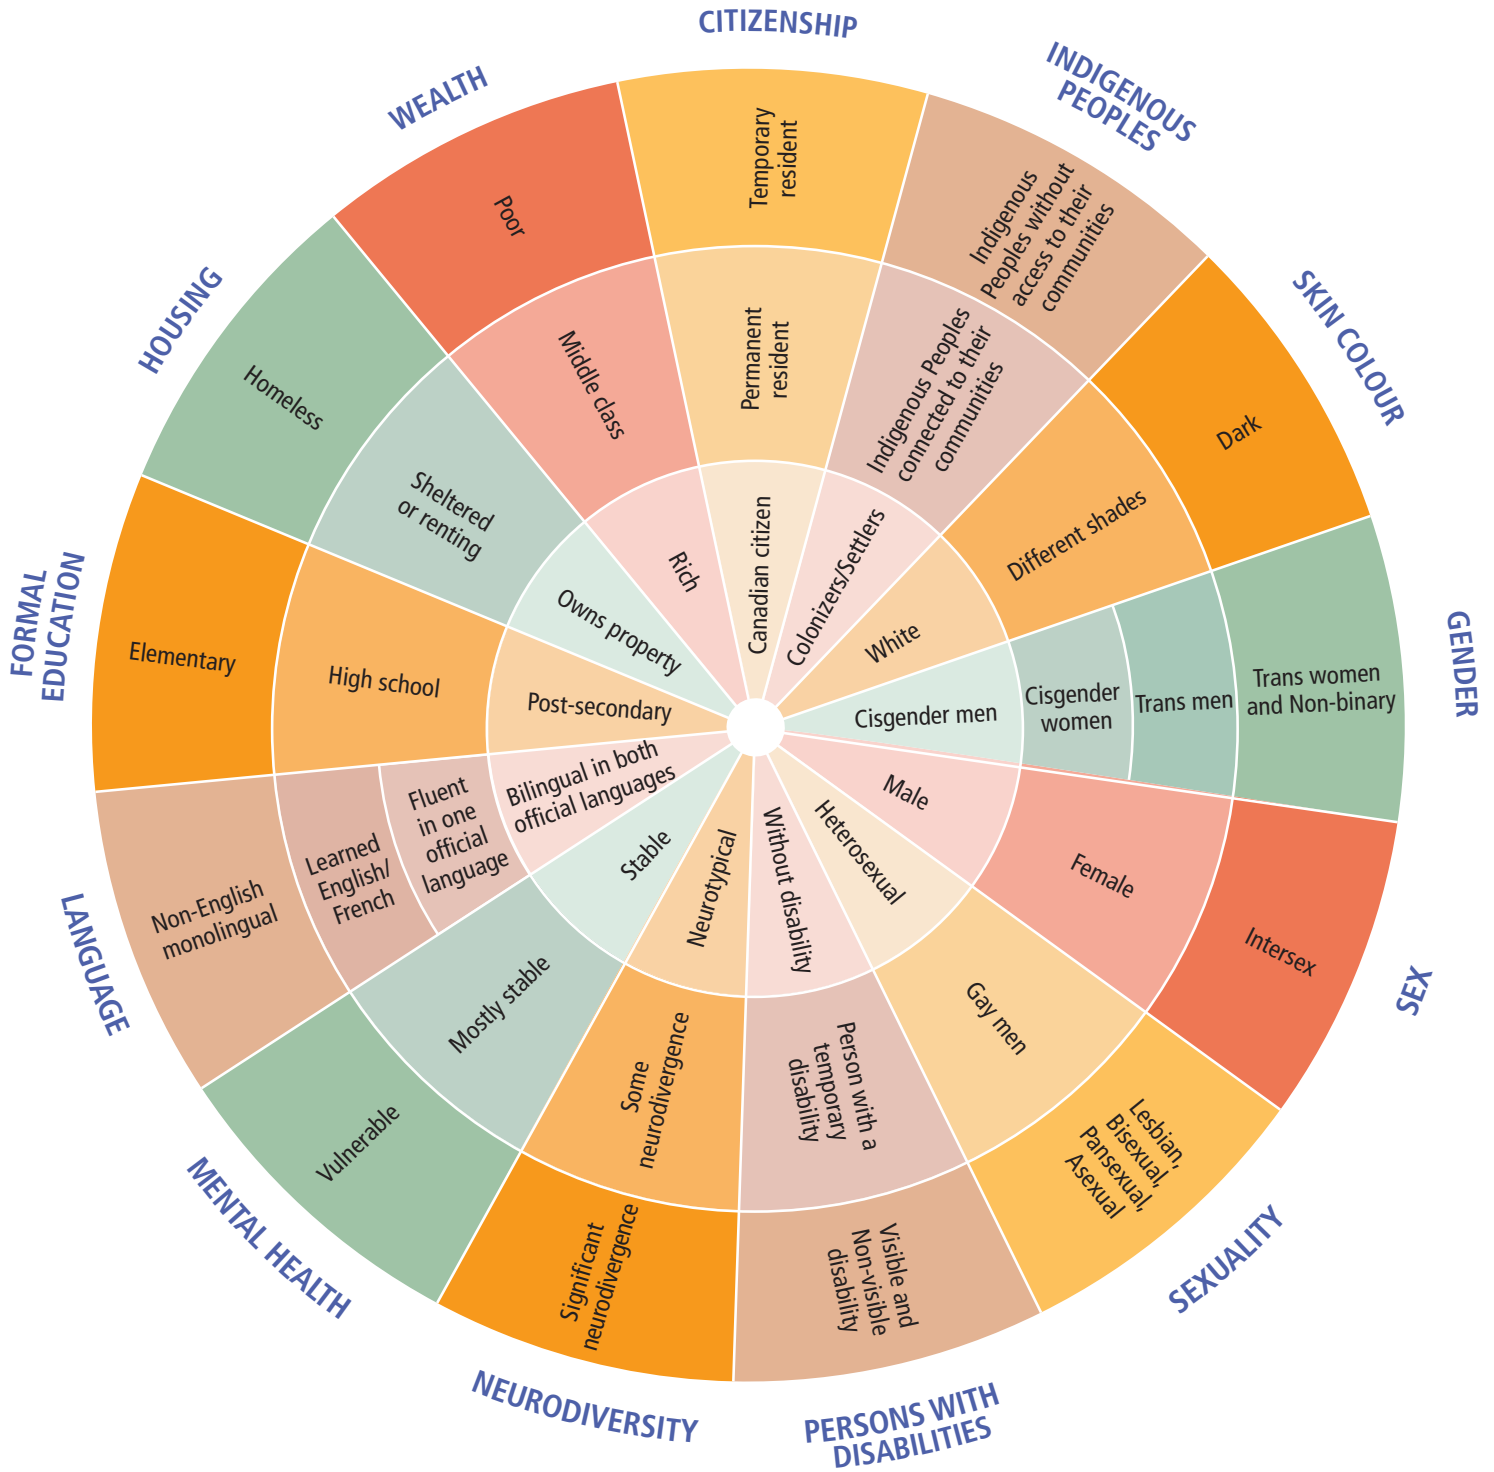 CITIZENSHIP
Temporary
resident
Permanent
resident
Canadian citizen
INDIGENOUS
PEOPLES
Indigenous
Peoples without
access to their
communities
Indigenous Peoples
connected to their
communities
Colonizers/Settlers
SKIN COLOUR
Dark
Different shades
White
GENDER
Trans women
and Non-binary
Trans men
Cisgender
women
Cisgender men
SEX
Intersex
Female
Male
SEXUALITY
Lesbian,
Bisexual,
Pansexual,
Asexual
Gay men
Heterosexual
PERSONS WITH
DISABILITIES
Visible and
Non-visible
disability
Person with a
temporary
disability
Without disability
NEURODIVERSITY
Significant
neurodivergence
Some
neurodivergence
Neurotypical
MENTAL HEALTH
Vulnerable
Mostly stable
Stable
LANGUAGE
Non-English
monolingual
Learned
English/
French
Fluent
in one
official
language
Bilingual in both
official languages
FORMAL
EDUCATION
Elementary
High school
Post-secondary
HOUSING
Homeless
Sheltered
or renting
Owns property
WEALTH
Poor
Middle class
Rich